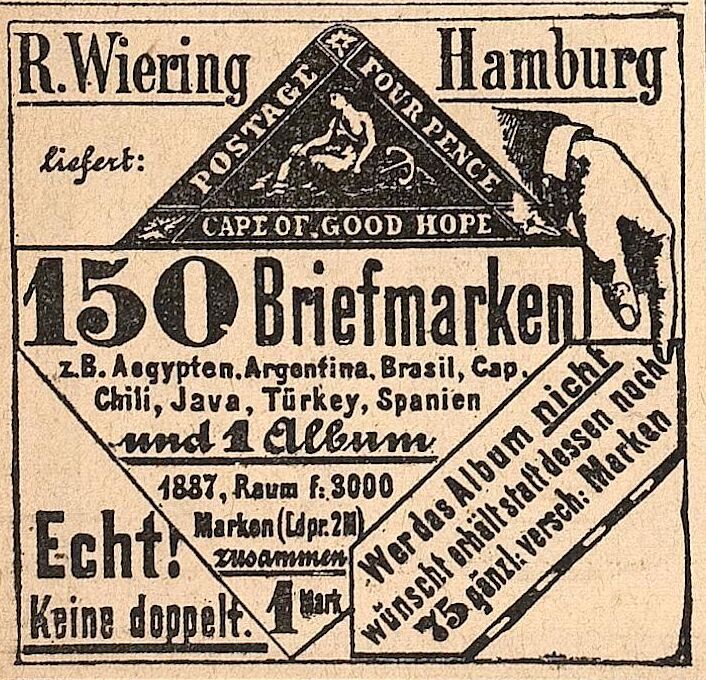 R. Wiering
Hamburg
POSTAGE
FOUR PENCE
CAPE OF. GOOD HOPE
liefert:
150 Briefmarken
z.B. Aegypten. Argentina. Brasil, Cap.
Chili, Java, Türkey, Spanien
und 1 Album
1887, Raum f: 3000
Marken (Ldpr. 2M)
zusammen
1 Mark
Echt!
Keine doppelt.
Wer das Album nicht
wünscht erhält statt dessen noch
75 gänzl: versch: Marken